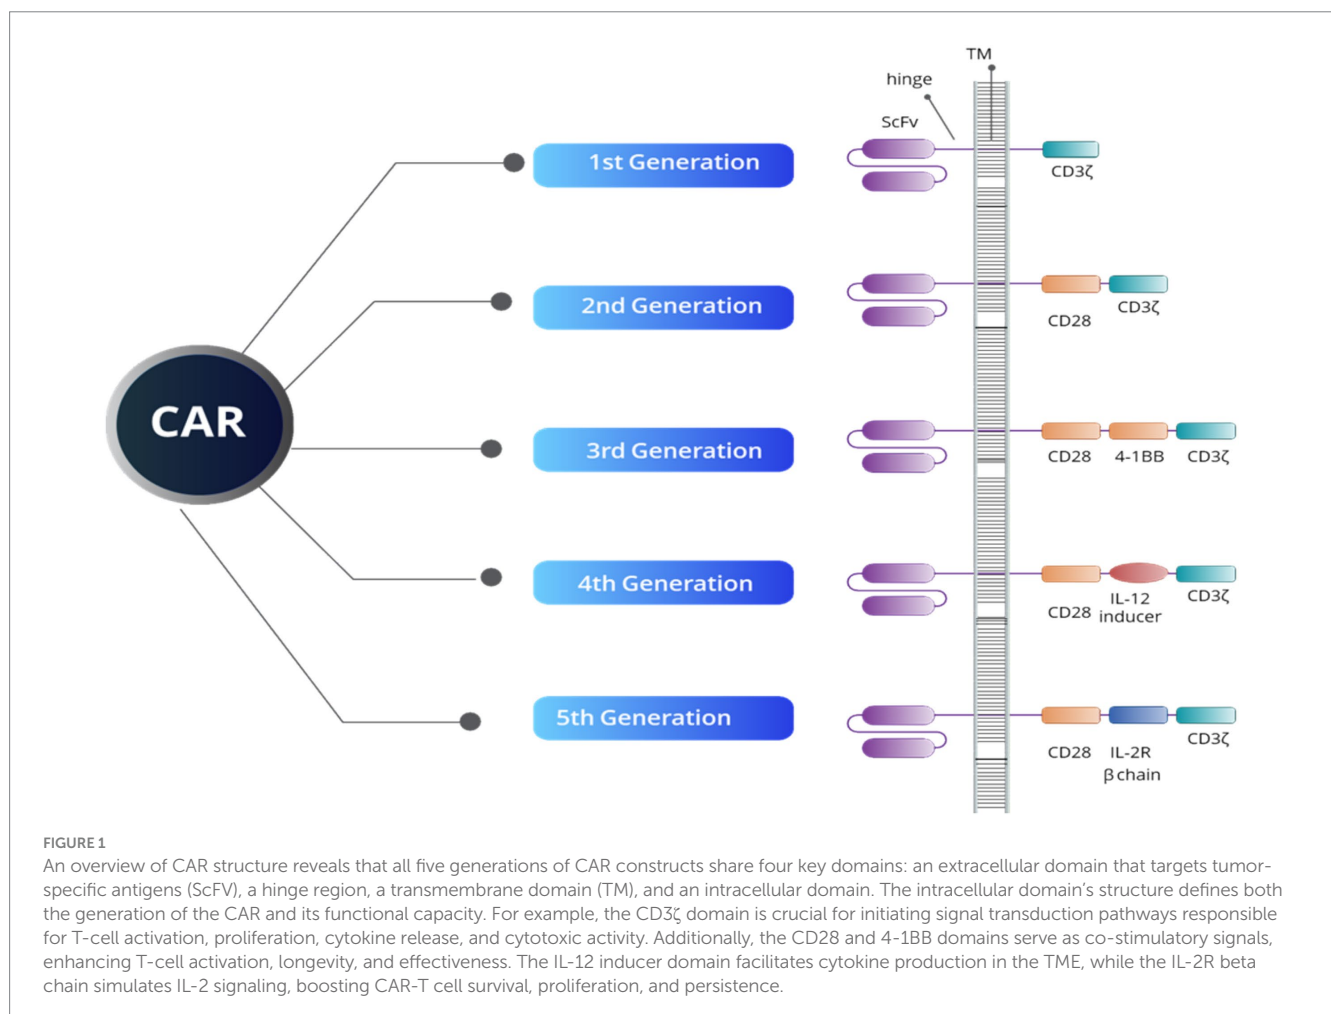 TM
hinge
ScFv
1st Generation
CD3ζ
2nd Generation
CD28
CD3ζ
CAR
3rd Generation
CD28
4-1BB
CD3ζ
4th Generation
CD28
IL-12
inducer
CD3ζ
5th Generation
CD28
IL-2R
β chain
CD3ζ
FIGURE 1
An overview of CAR structure reveals that all five generations of CAR constructs share four key domains: an extracellular domain that targets tumor-
specific antigens (ScFV), a hinge region, a transmembrane domain (TM), and an intracellular domain. The intracellular domain’s structure defines both
the generation of the CAR and its functional capacity. For example, the CD3ζ domain is crucial for initiating signal transduction pathways responsible
for T-cell activation, proliferation, cytokine release, and cytotoxic activity. Additionally, the CD28 and 4-1BB domains serve as co-stimulatory signals,
enhancing T-cell activation, longevity, and effectiveness. The IL-12 inducer domain facilitates cytokine production in the TME, while the IL-2R beta
chain simulates IL-2 signaling, boosting CAR-T cell survival, proliferation, and persistence.